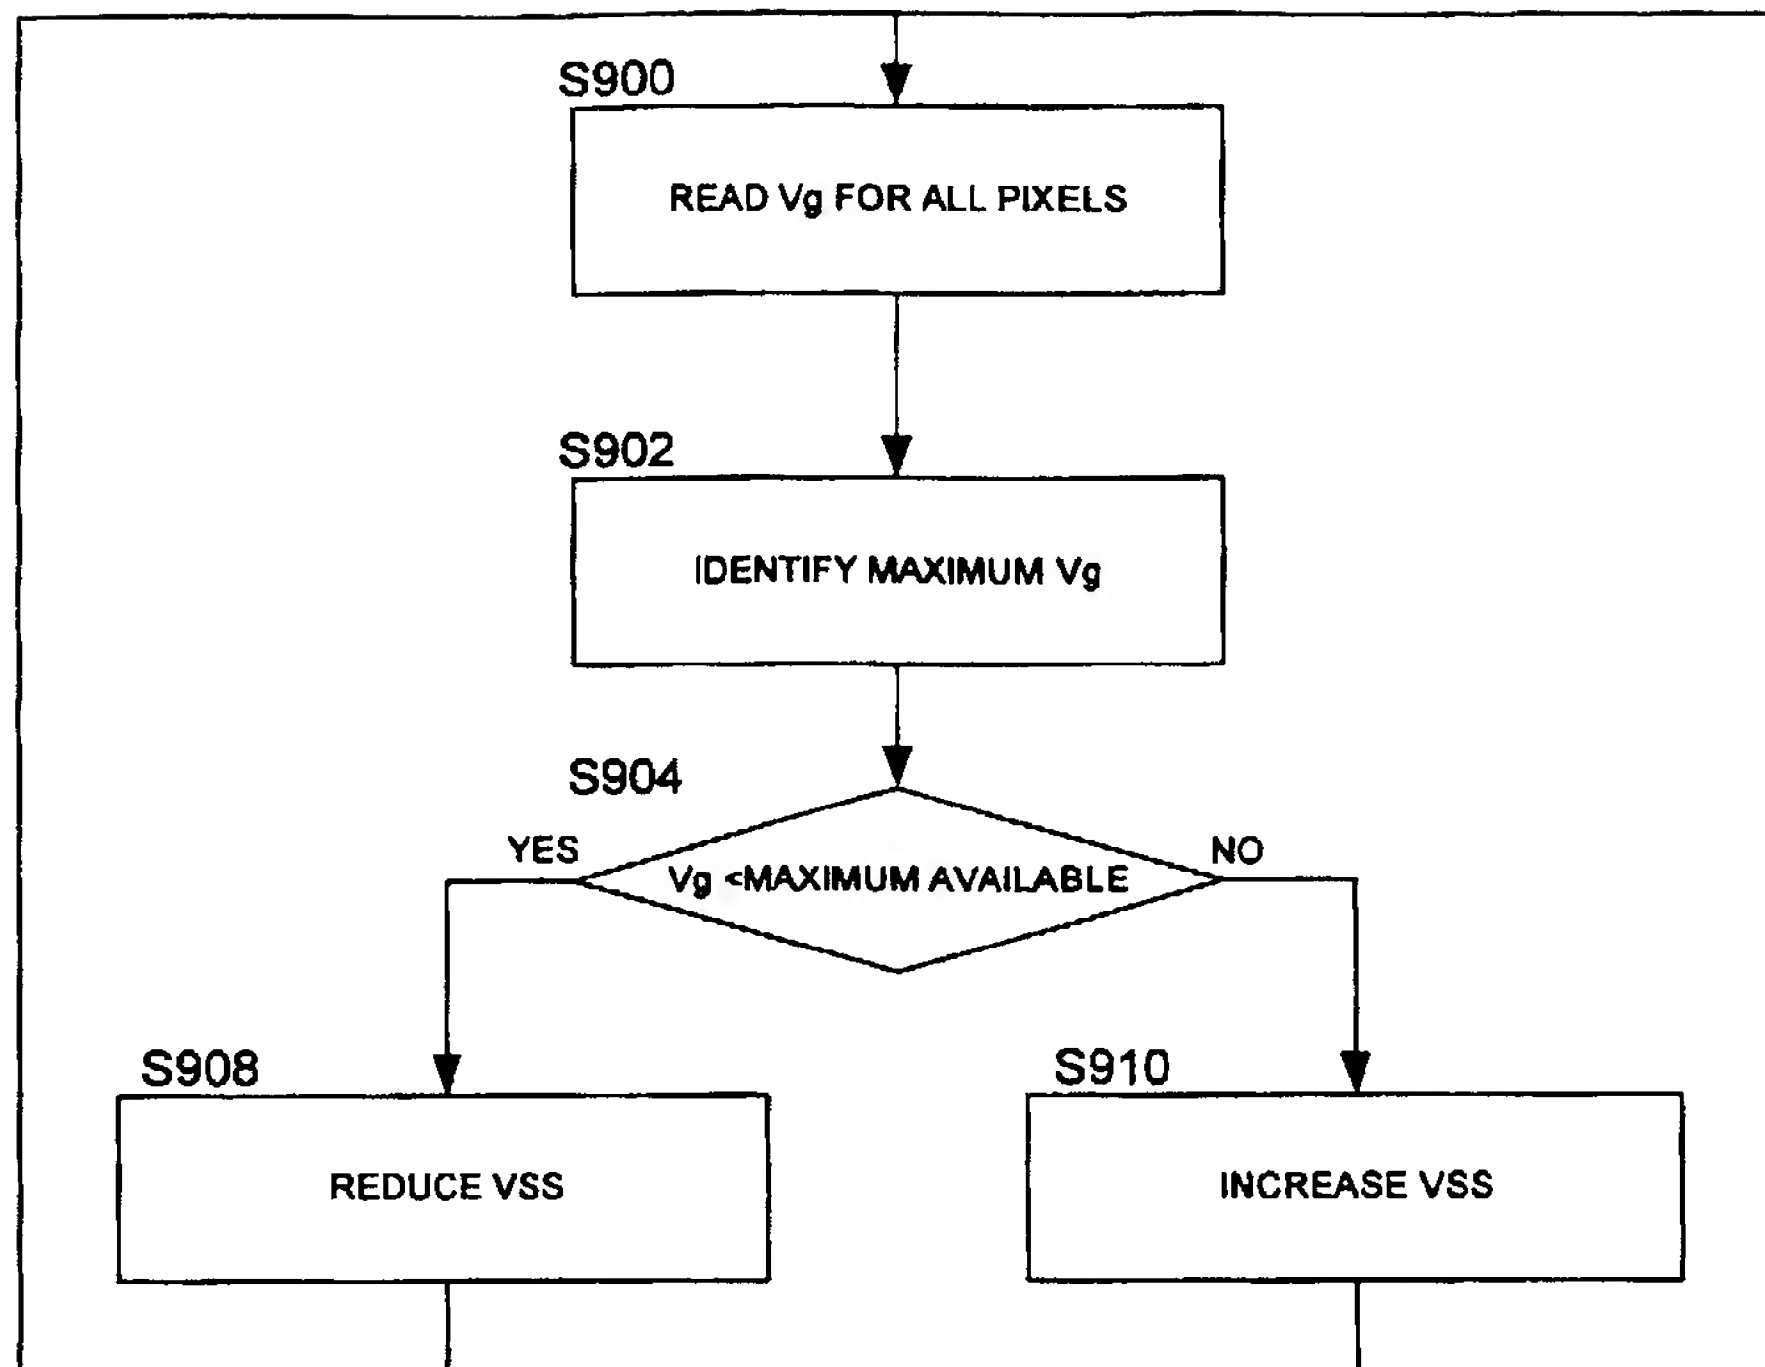 S900
READ Vg FOR ALL PIXELS
S902
IDENTIFY MAXIMUM Vg
S904
YES
Vg <MAXIMUM AVAILABLE
NO
S908
REDUCE VSS
S910
INCREASE VSS